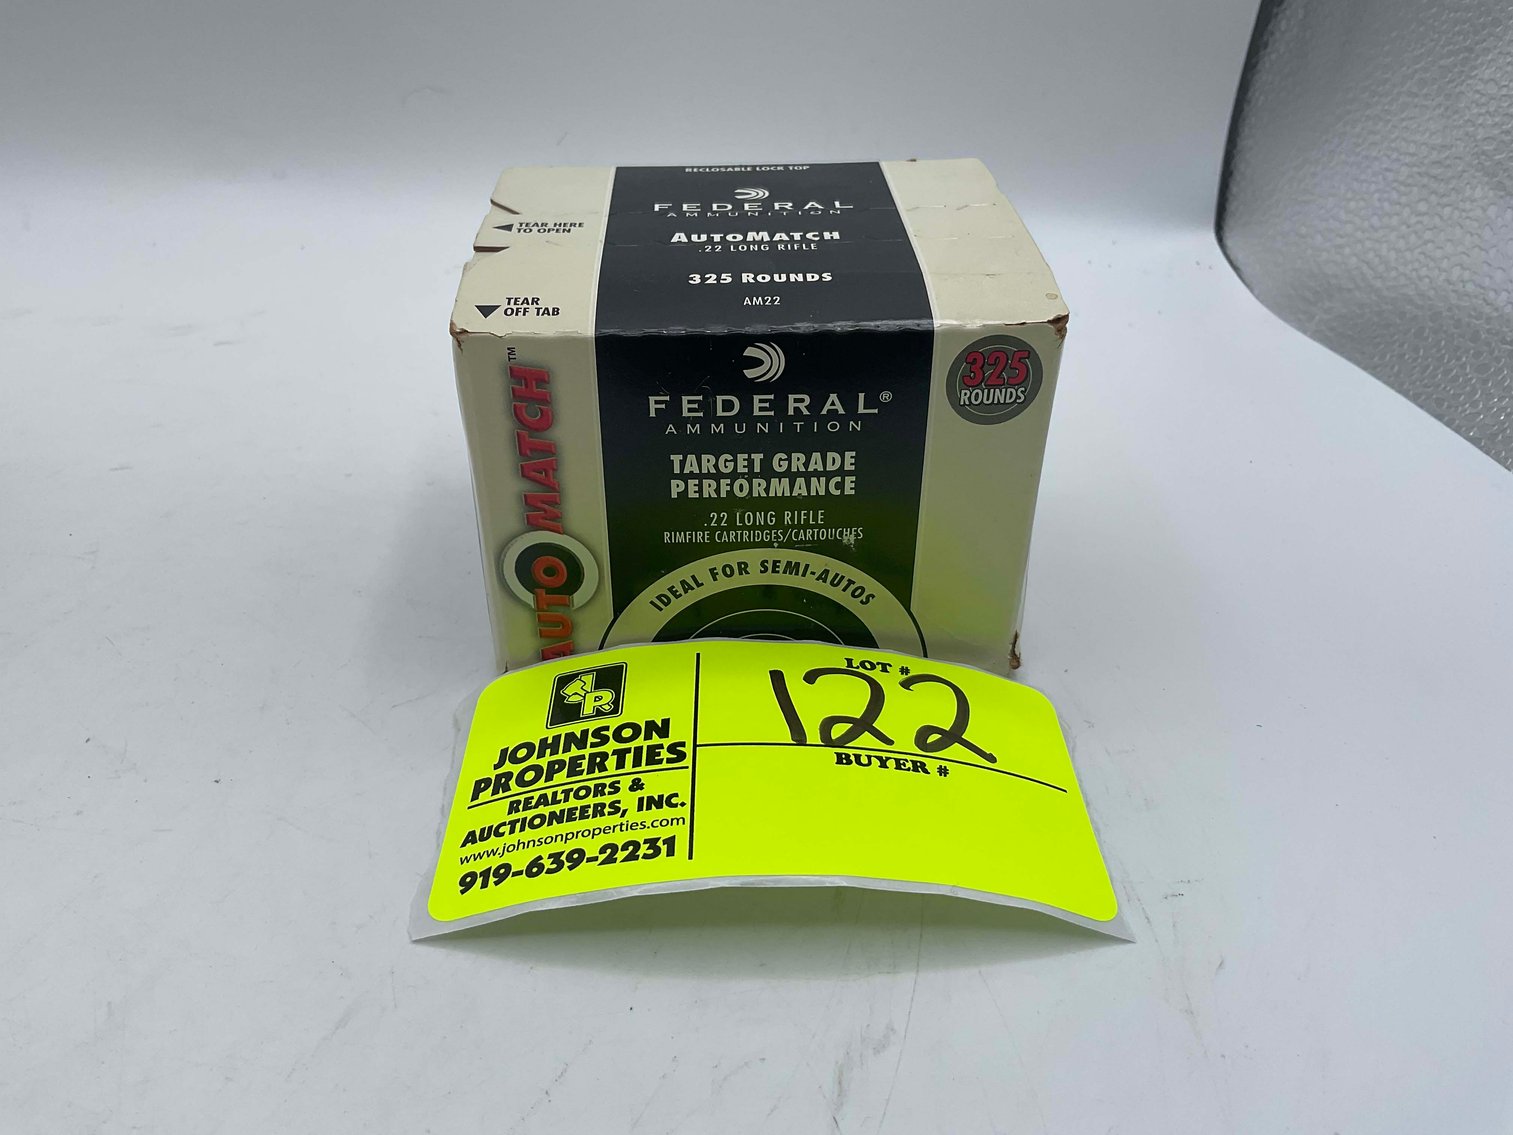 RECLOSABLE LOCK TOP
FEDERAL
AMMUNITION
AUTOMATCH
.22 LONG RIFLE
325 ROUNDS
AM22
TEAR HERE
TO OPEN
TEAR
OFF TAB
AUTOMATCH™
FEDERAL®
AMMUNITION
TARGET GRADE
PERFORMANCE
.22 LONG RIFLE
RIMFIRE CARTRIDGES/CARTOUCHES
IDEAL FOR SEMI-AUTOS
325
ROUNDS
JR
JOHNSON
PROPERTIES
REALTORS &
AUCTIONEERS, INC.
www.johnsonproperties.com
919-639-2231
LOT #
122
BUYER #